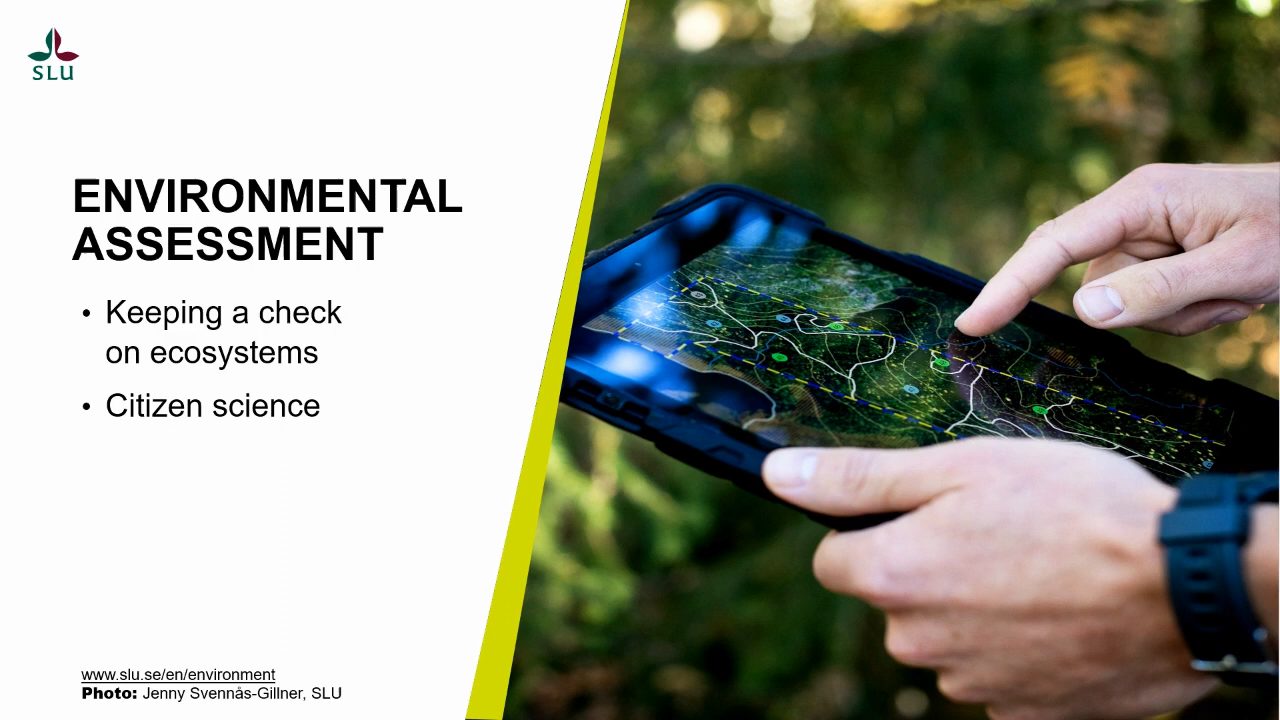 SLU
ENVIRONMENTAL
ASSESSMENT
• Keeping a check
on ecosystems
• Citizen science
www.slu.se/en/environment
Photo: Jenny Svennås-Gillner, SLU